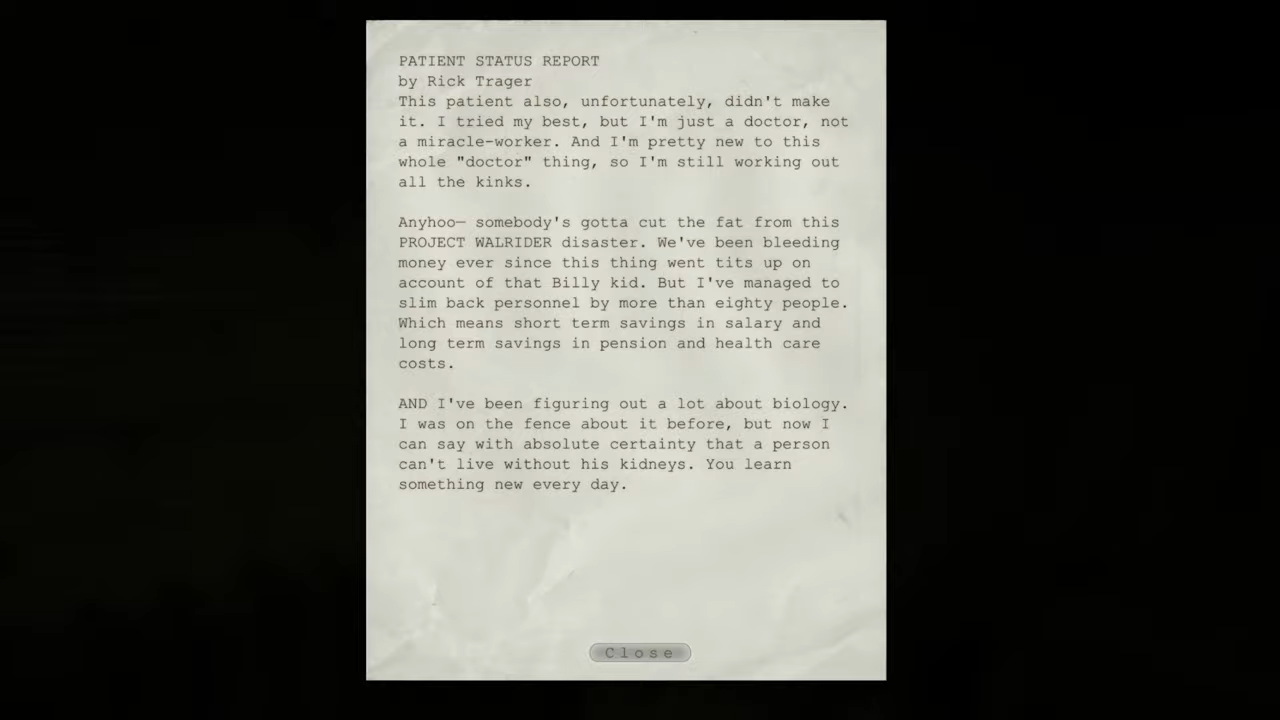 PATIENT STATUS REPORT
by Rick Trager
This patient also, unfortunately, didn't make
it. I tried my best, but I'm just a doctor, not
a miracle-worker. And I'm pretty new to this
whole "doctor" thing, so I'm still working out
all the kinks.
Anyhoo— somebody's gotta cut the fat from this
PROJECT WALRIDER disaster. We've been bleeding
money ever since this thing went tits up on
account of that Billy kid. But I've managed to
slim back personnel by more than eighty people.
Which means short term savings in salary and
long term savings in pension and health care
costs.
AND I've been figuring out a lot about biology.
I was on the fence about it before, but now I
can say with absolute certainty that a person
can't live without his kidneys. You learn
something new every day.
Close